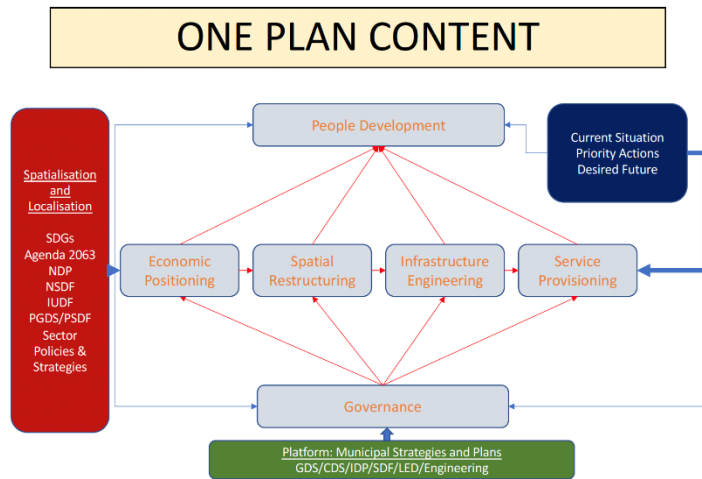 ONE PLAN CONTENT
People Development
Current Situation
Priority Actions
Desired Future
Spatialisation
and
Localisation
SDGs
Agenda 2063
NDP
NSDF
IUDF
PGDS/PSDF
Sector
Policies &
Strategies
Economic
Positioning
Spatial
Restructuring
Infrastructure
Engineering
Service
Provisioning
Governance
Platform: Municipal Strategies and Plans
GDS/CDS/IDP/SDF/LED/Engineering